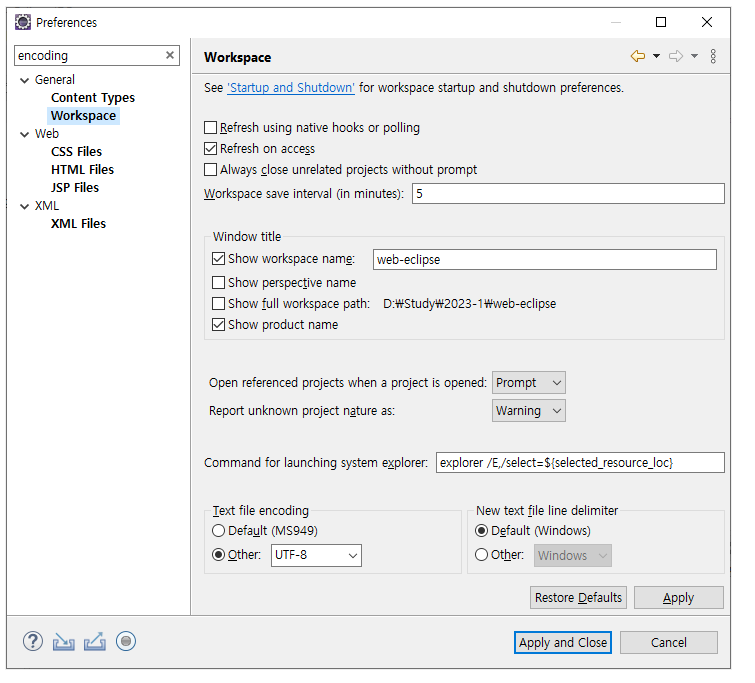 Preferences
encoding
General
Content Types
Workspace
Web
CSS Files
HTML Files
JSP Files
XML
XML Files
Workspace
See 'Startup and Shutdown' for workspace startup and shutdown preferences.
Refresh using native hooks or polling
Refresh on access
Always close unrelated projects without prompt
Workspace save interval (in minutes): 5
Window title
Show workspace name: web-eclipse
Show perspective name
Show full workspace path: D:₩Study₩2023-1₩web-eclipse
Show product name
Open referenced projects when a project is opened: Prompt
Report unknown project nature as: Warning
Command for launching system explorer: explorer /E,/select=${selected_resource_loc}
Text file encoding
Default (MS949)
Other: UTF-8
New text file line delimiter
Default (Windows)
Other: Windows
Restore Defaults Apply
Apply and Close Cancel